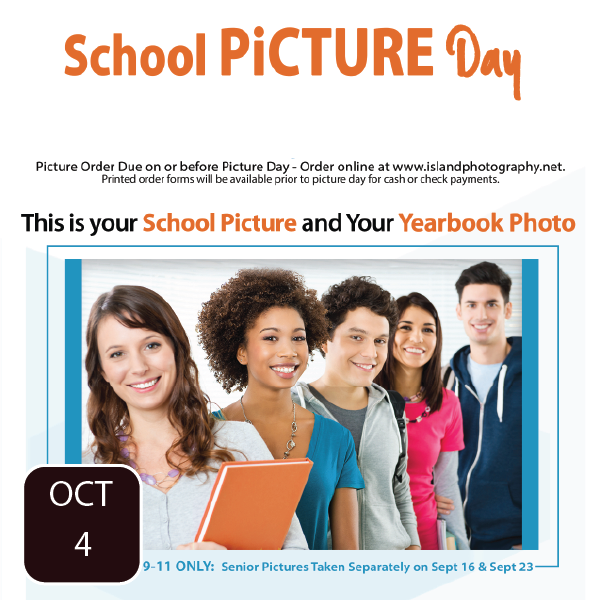 School PiCTURE Day
Picture Order Due on or before Picture Day - Order online at www.islandphotography.net.
Printed order forms will be available prior to picture day for cash or check payments.
This is your School Picture and Your Yearbook Photo
OCT
4
9-11 ONLY: Senior Pictures Taken Separately on Sept 16 & Sept 23